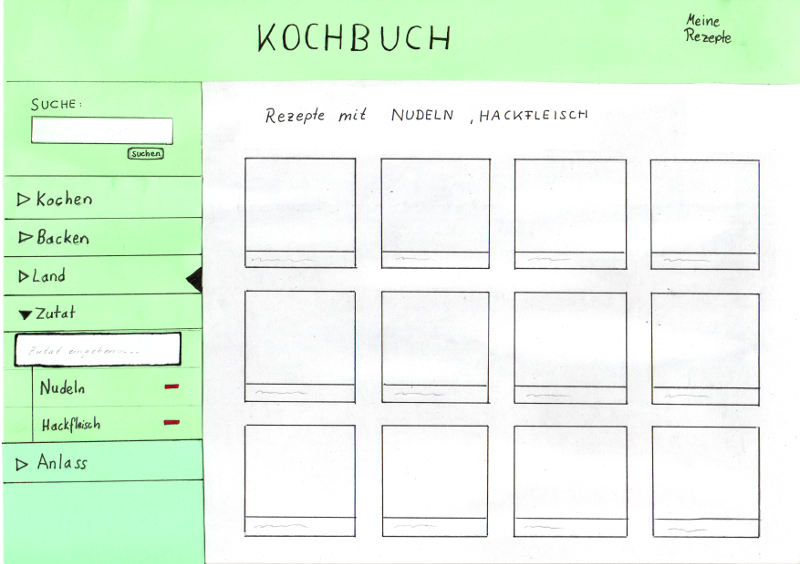 KOCHBUCH
Meine
Rezepte
SUCHE:
Suchen
Rezepte mit NUDELN, HACKFLEISCH
Kochen
Backen
Land
Zutat
Zutat eingeben...
Nudeln
Hackfleisch
Anlass